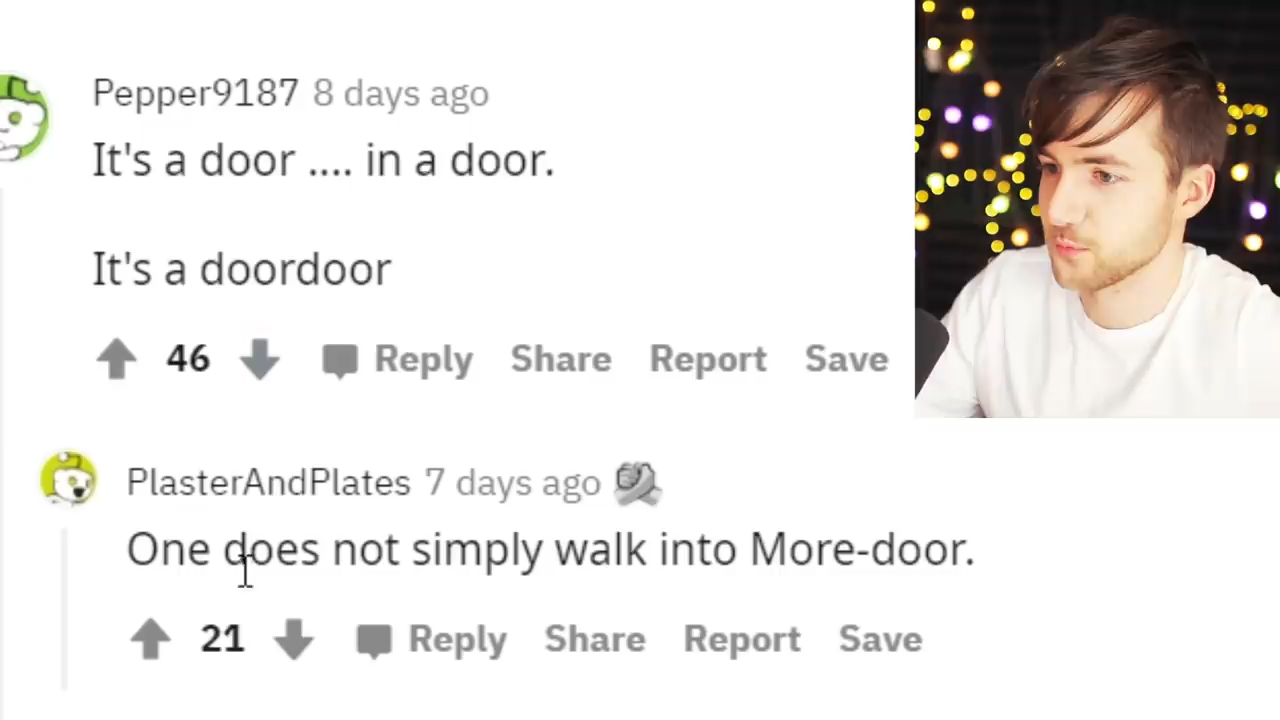 Pepper9187 8 days ago
It's a door .... in a door.
It's a doordoor
46 Reply Share Report Save
PlasterAndPlates 7 days ago
One does not simply walk into More-door.
21 Reply Share Report Save